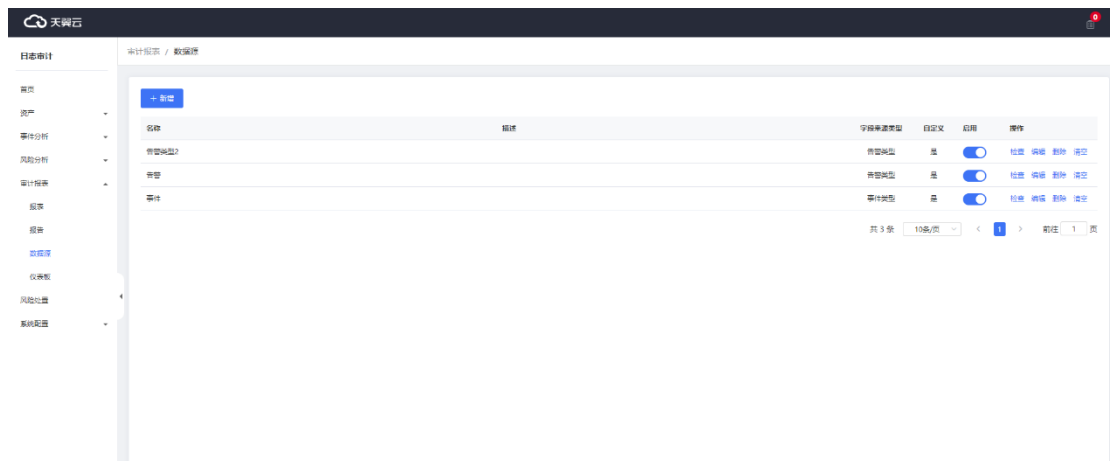 天翼云
0
日志审计
审计报表 / 数据源
首页
资产
事件分析
风险分析
审计报表
报表
报告
数据源
仪表板
风险处置
系统配置
+ 新增
名称 描述 字段来源类型 自定义 启用 操作
告警类型2 告警类型 是 检查 编辑 删除 清空
告警 告警类型 是 检查 编辑 删除 清空
事件 事件类型 是 检查 编辑 删除 清空
共 3 条 10条/页 < 1 > 前往 1 页